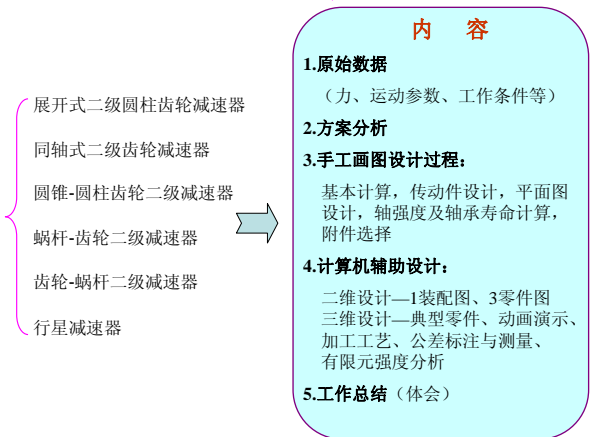 展开式二级圆柱齿轮减速器
同轴式二级齿轮减速器
圆锥-圆柱齿轮二级减速器
蜗杆-齿轮二级减速器
齿轮-蜗杆二级减速器
行星减速器
内 容
1.原始数据
（力、运动参数、工作条件等）
2.方案分析
3.手工画图设计过程：
基本计算，传动件设计，平面图
设计，轴强度及轴承寿命计算，
附件选择
4.计算机辅助设计：
二维设计—1装配图、3零件图
三维设计—典型零件、动画演示、
加工工艺、公差标注与测量、
有限元强度分析
5.工作总结（体会）